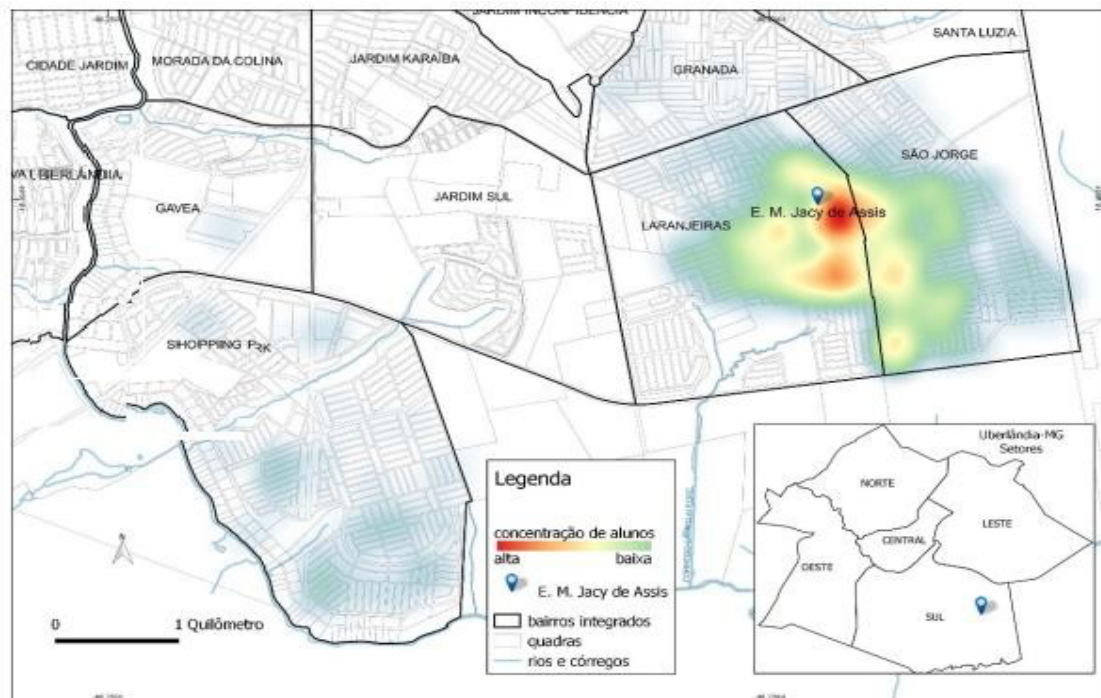 JARDIM INCONFIDÊNCIA
SANTA LUZIA
CIDADE JARDIM
MORADA DA COLINA
JARDIM KARAÍBA
GRANADA
SÃO JORGE
GAVEA
JARDIM SUL
E. M. Jacy de Assis
LARANJEIRAS
SIHOPPIING PRK
Uberlândia-MG
Setores
NORTE
LESTE
CENTRAL
OESTE
SUL
Legenda
concentração de alunos
alta baixa
E. M. Jacy de Assis
bairros integrados
quadras
rios e córregos
0 1 Quilômetro